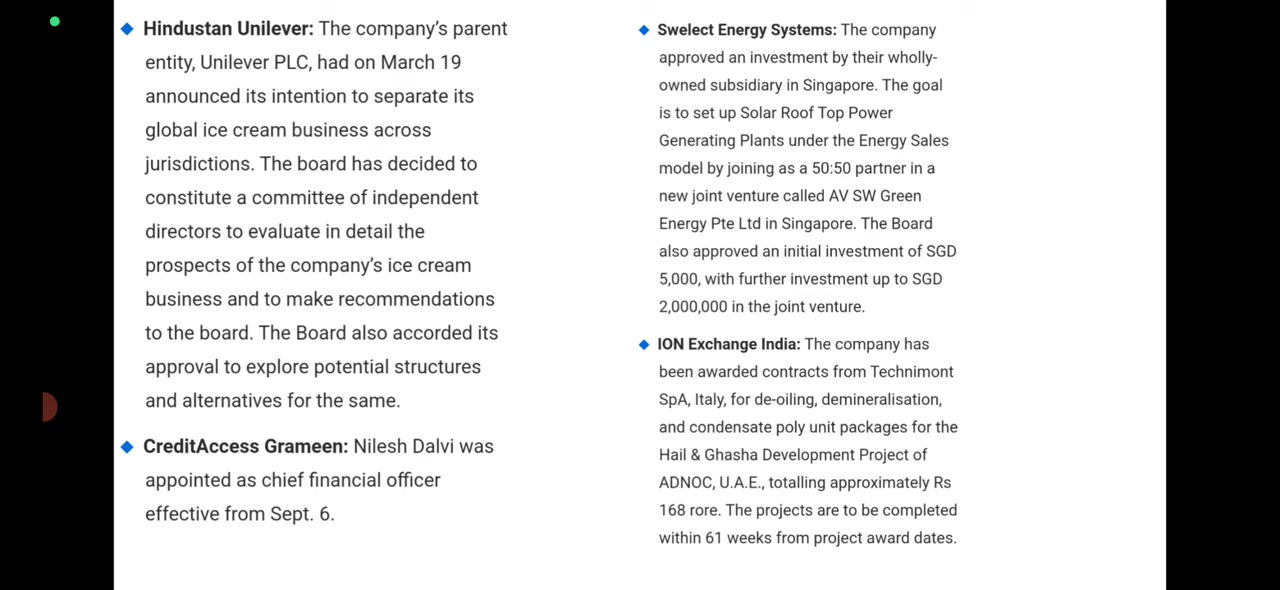 Hindustan Unilever: The company’s parent
entity, Unilever PLC, had on March 19
announced its intention to separate its
global ice cream business across
jurisdictions. The board has decided to
constitute a committee of independent
directors to evaluate in detail the
prospects of the company’s ice cream
business and to make recommendations
to the board. The Board also accorded its
approval to explore potential structures
and alternatives for the same.
CreditAccess Grameen: Nilesh Dalvi was
appointed as chief financial officer
effective from Sept. 6.
Swelect Energy Systems: The company
approved an investment by their wholly-
owned subsidiary in Singapore. The goal
is to set up Solar Roof Top Power
Generating Plants under the Energy Sales
model by joining as a 50:50 partner in a
new joint venture called AV SW Green
Energy Pte Ltd in Singapore. The Board
also approved an initial investment of SGD
5,000, with further investment up to SGD
2,000,000 in the joint venture.
ION Exchange India: The company has
been awarded contracts from Technimont
SpA, Italy, for de-oiling, demineralisation,
and condensate poly unit packages for the
Hail & Ghasha Development Project of
ADNOC, U.A.E., totalling approximately Rs
168 rore. The projects are to be completed
within 61 weeks from project award dates.